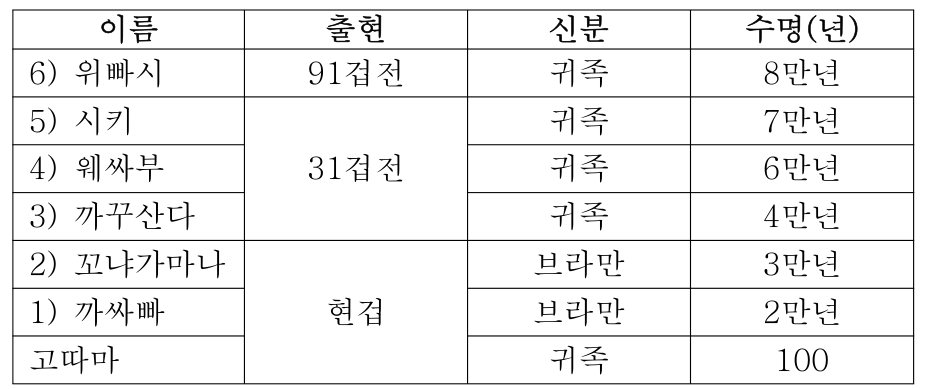 이름 출현 신분 수명(년)
6) 위빠시 91겁전 귀족 8만년
5) 시키 귀족 7만년
4) 웨싸부 31겁전 귀족 6만년
3) 까꾸산다 귀족 4만년
2) 꼬냐가마나 브라만 3만년
1) 까싸빠 현겁 브라만 2만년
고따마 귀족 100